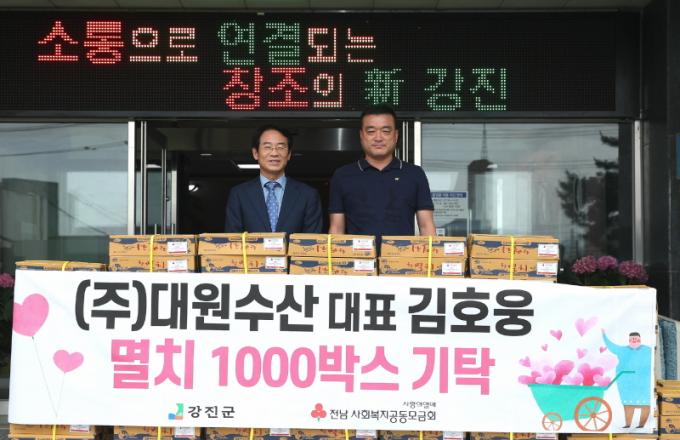 소통으로 연결되는
창조의 新 강진
(주)대원수산 대표 김호웅
멸치 1000박스 기탁
강진군
사랑의열매
전남 사회복지공동모금회